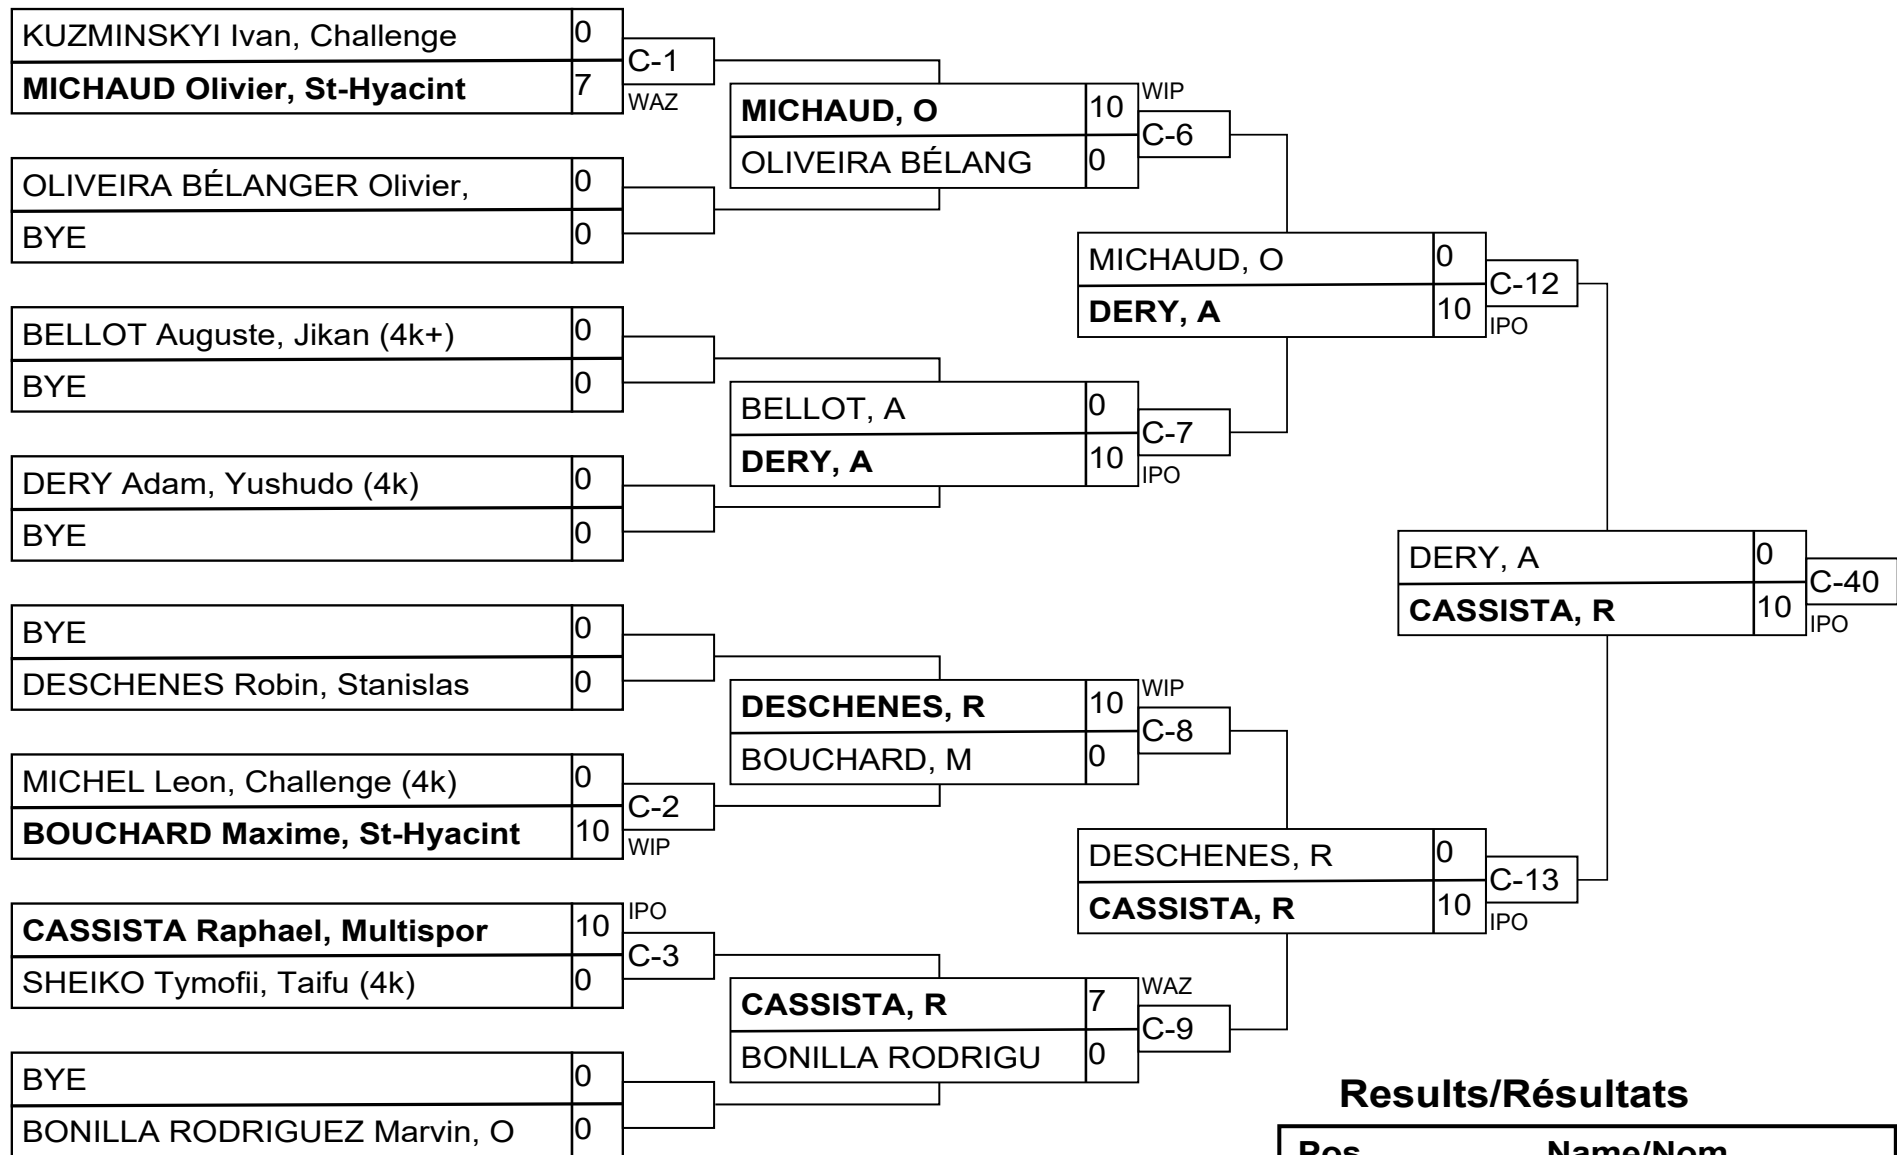 KUZMINSKYI Ivan, Challenge 0
MICHAUD Olivier, St-Hyacint 7
C-1
WAZ
OLIVEIRA BÉLANGER Olivier, 0
BYE 0
BELLOT Auguste, Jikan (4k+) 0
BYE 0
DERY Adam, Yushudo (4k) 0
BYE 0
BYE 0
DESCHENES Robin, Stanislas 0
MICHEL Leon, Challenge (4k) 0
BOUCHARD Maxime, St-Hyacint 10
C-2
WIP
CASSISTA Raphael, Multispor 10
SHEIKO Tymofii, Taifu (4k) 0
IPO
C-3
BYE 0
BONILLA RODRIGUEZ Marvin, O 0
MICHAUD, O 10
OLIVEIRA BÉLANG 0
WIP
C-6
BELLOT, A 0
DERY, A 10
C-7
IPO
DESCHENES, R 10
BOUCHARD, M 0
WIP
C-8
CASSISTA, R 7
BONILLA RODRIGU 0
WAZ
C-9
MICHAUD, O 0
DERY, A 10
C-12
IPO
DESCHENES, R 0
CASSISTA, R 10
C-13
IPO
DERY, A 0
CASSISTA, R 10
C-40
IPO
Results/Résultats
Pos Name/Nom